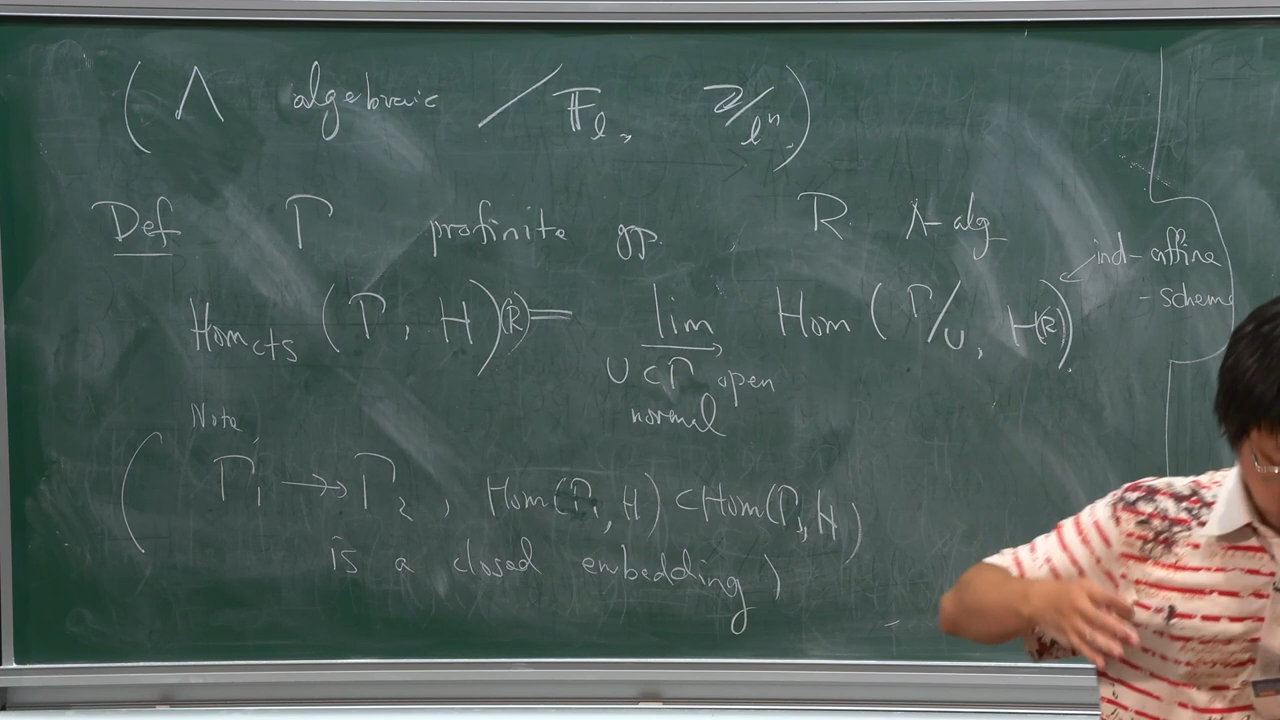 ( Λ algebraic / 𝔽_ℓ, ℤ/ℓⁿ. )
Def Γ profinite gp. R Λ-alg
Hom_cts (Γ, H)(R) = lim→ Hom (Γ/U, H(R)) ← ind-affine
U⊂Γ open - scheme
normal
Note
( Γ₁ →→ Γ₂, Hom(Γ₁, H) ⊂ Hom(Γ₂, H)
is a closed embedding )